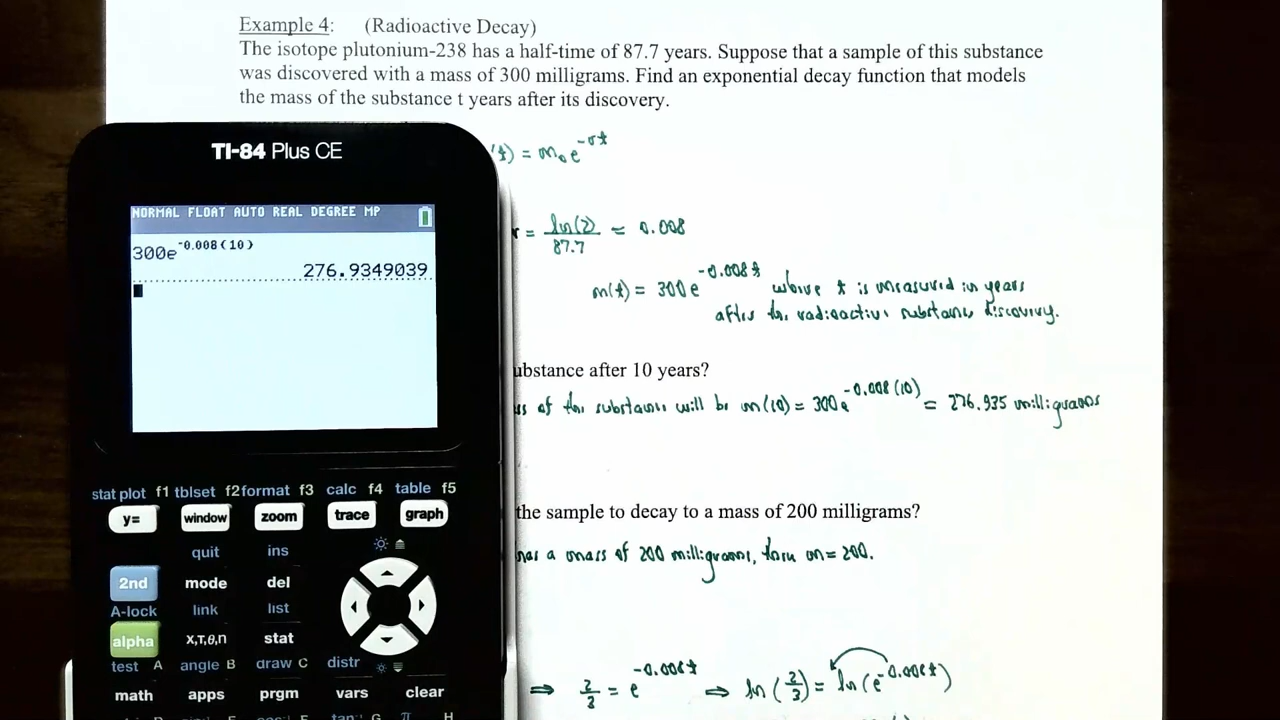 Example 4: (Radioactive Decay)
The isotope plutonium-238 has a half-time of 87.7 years. Suppose that a sample of this substance
was discovered with a mass of 300 milligrams. Find an exponential decay function that models
the mass of the substance t years after its discovery.
TI-84 Plus CE
(t) = m₀e^-rt
NORMAL FLOAT AUTO REAL DEGREE MP
300e^-0.008(10)
276.9349039
r = ln(2)/87.7 ≈ 0.008
m(t) = 300e^-0.008t where t is measured in years
after the radioactive substance discovery.
ubstance after 10 years?
ss of the substance will be m(10) = 300e^-0.008(10) = 276.935 milligrams
the sample to decay to a mass of 200 milligrams?
has a mass of 200 milligrams, then m = 200.
⇒ 2/3 = e^-0.008t ⇒ ln(2/3) = ln(e^-0.008t)
stat plot f1 tblset f2 format f3 calc f4 table f5
y= window zoom trace graph
quit ins
2nd mode del
A-lock link list
alpha x,T,θ,n stat
test A angle B draw C distr
math apps prgm vars clear